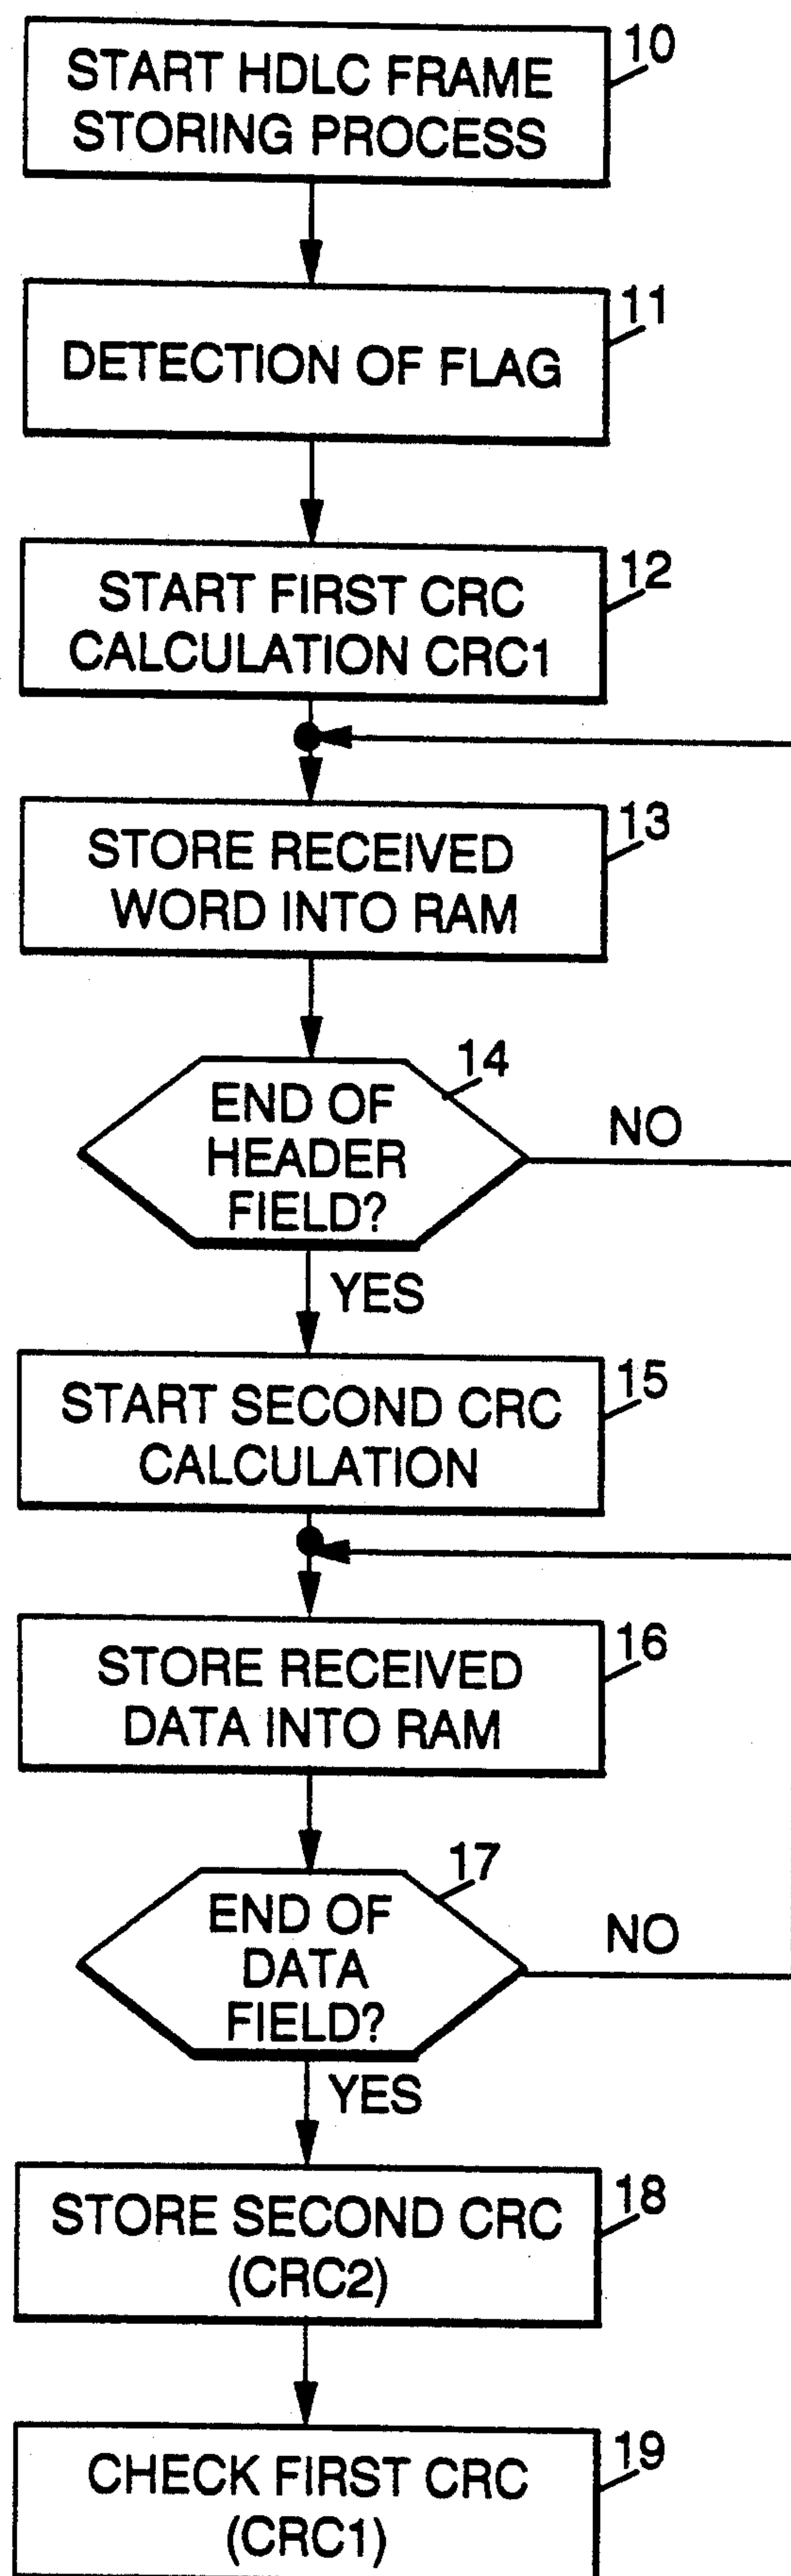 10
START HDLC FRAME
STORING PROCESS
11
DETECTION OF FLAG
12
START FIRST CRC
CALCULATION CRC1
13
STORE RECEIVED
WORD INTO RAM
14
END OF
HEADER
FIELD?
NO
YES
15
START SECOND CRC
CALCULATION
16
STORE RECEIVED
DATA INTO RAM
17
END OF
DATA
FIELD?
NO
YES
18
STORE SECOND CRC
(CRC2)
19
CHECK FIRST CRC
(CRC1)